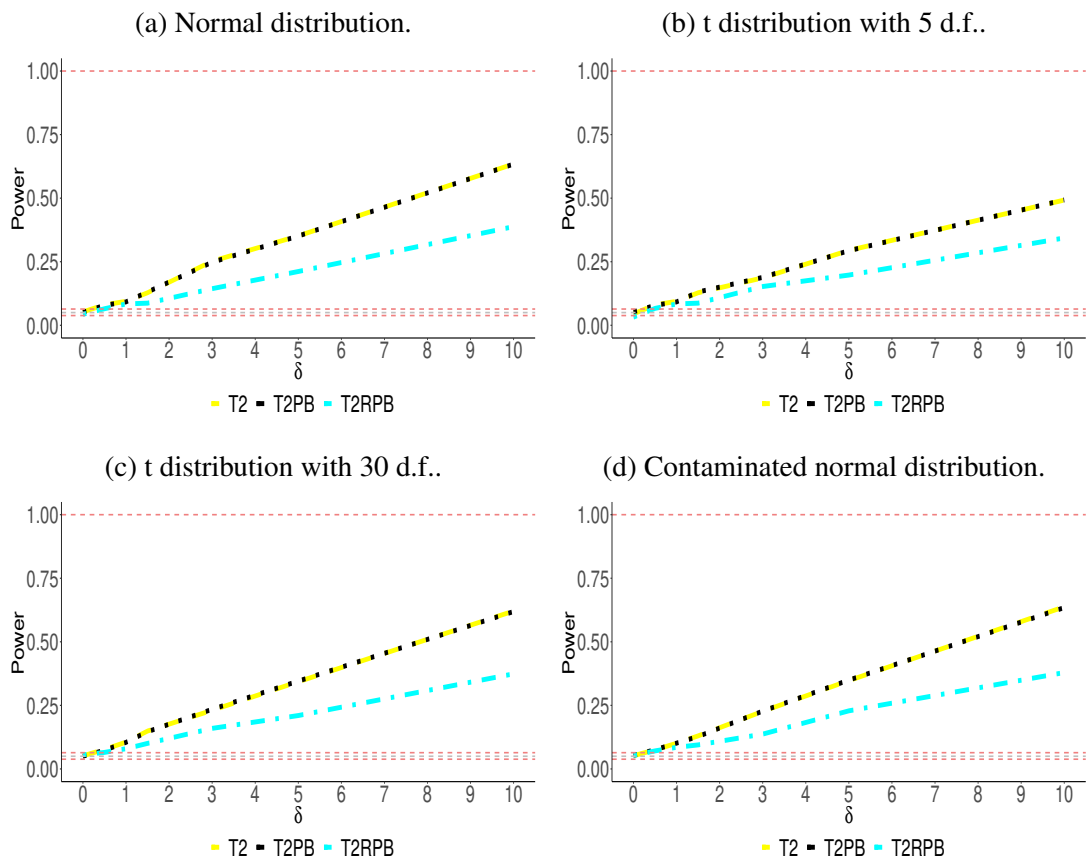 (a) Normal distribution.
1.00
0.75
0.50
0.25
0.00
Power
0 1 2 3 4 5 6 7 8 9 10
δ
T2 T2PB T2RPB
(b) t distribution with 5 d.f..
1.00
0.75
0.50
0.25
0.00
Power
0 1 2 3 4 5 6 7 8 9 10
δ
T2 T2PB T2RPB
(c) t distribution with 30 d.f..
1.00
0.75
0.50
0.25
0.00
Power
0 1 2 3 4 5 6 7 8 9 10
δ
T2 T2PB T2RPB
(d) Contaminated normal distribution.
1.00
0.75
0.50
0.25
0.00
Power
0 1 2 3 4 5 6 7 8 9 10
δ
T2 T2PB T2RPB